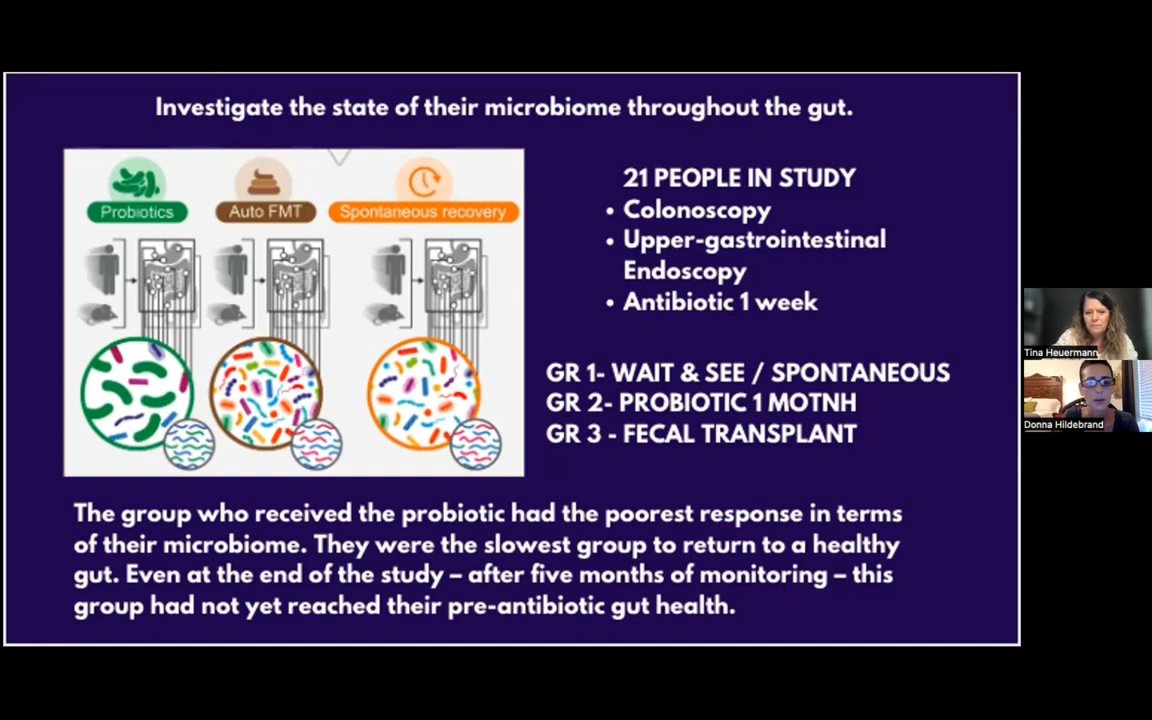 Investigate the state of their microbiome throughout the gut.
Probiotics
Auto FMT
Spontaneous recovery
21 PEOPLE IN STUDY
• Colonoscopy
• Upper-gastrointestinal
Endoscopy
• Antibiotic 1 week
GR 1- WAIT & SEE / SPONTANEOUS
GR 2- PROBIOTIC 1 MOTNH
GR 3 - FECAL TRANSPLANT
The group who received the probiotic had the poorest response in terms
of their microbiome. They were the slowest group to return to a healthy
gut. Even at the end of the study – after five months of monitoring – this
group had not yet reached their pre-antibiotic gut health.
Tina Heuermann
Donna Hildebrand